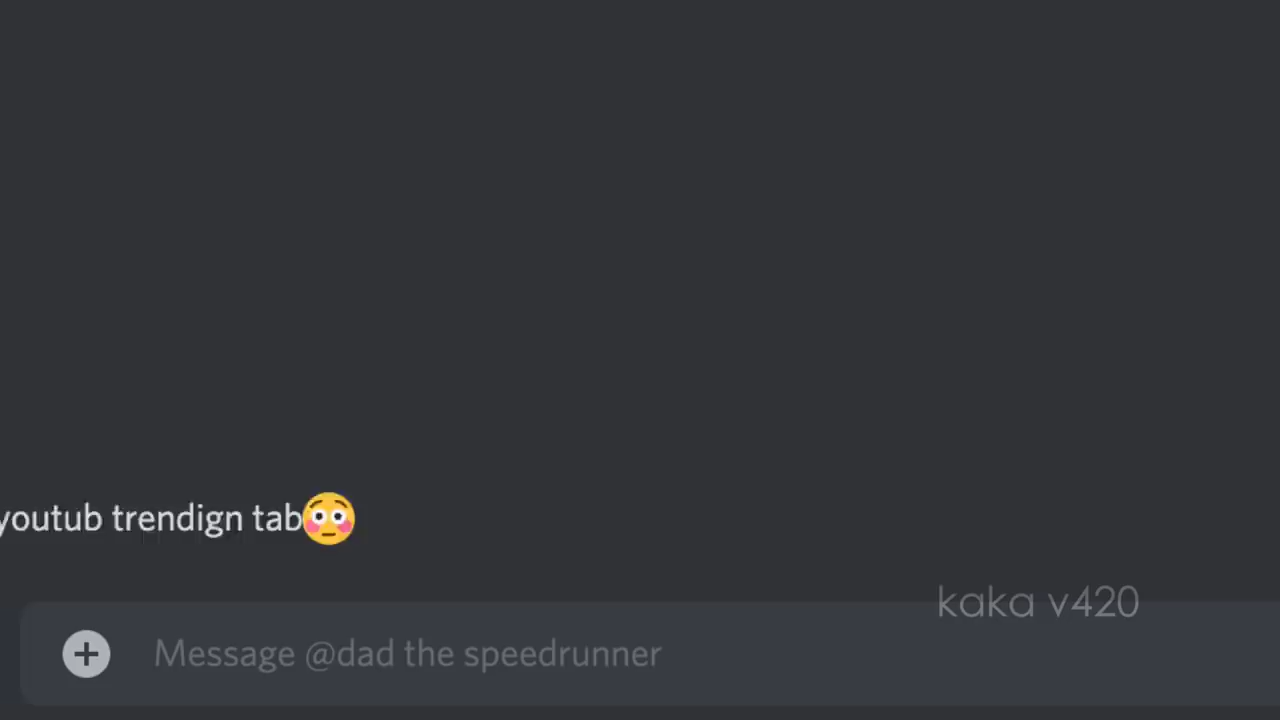 youtub trendign tab😳
kaka v420
Message @dad the speedrunner